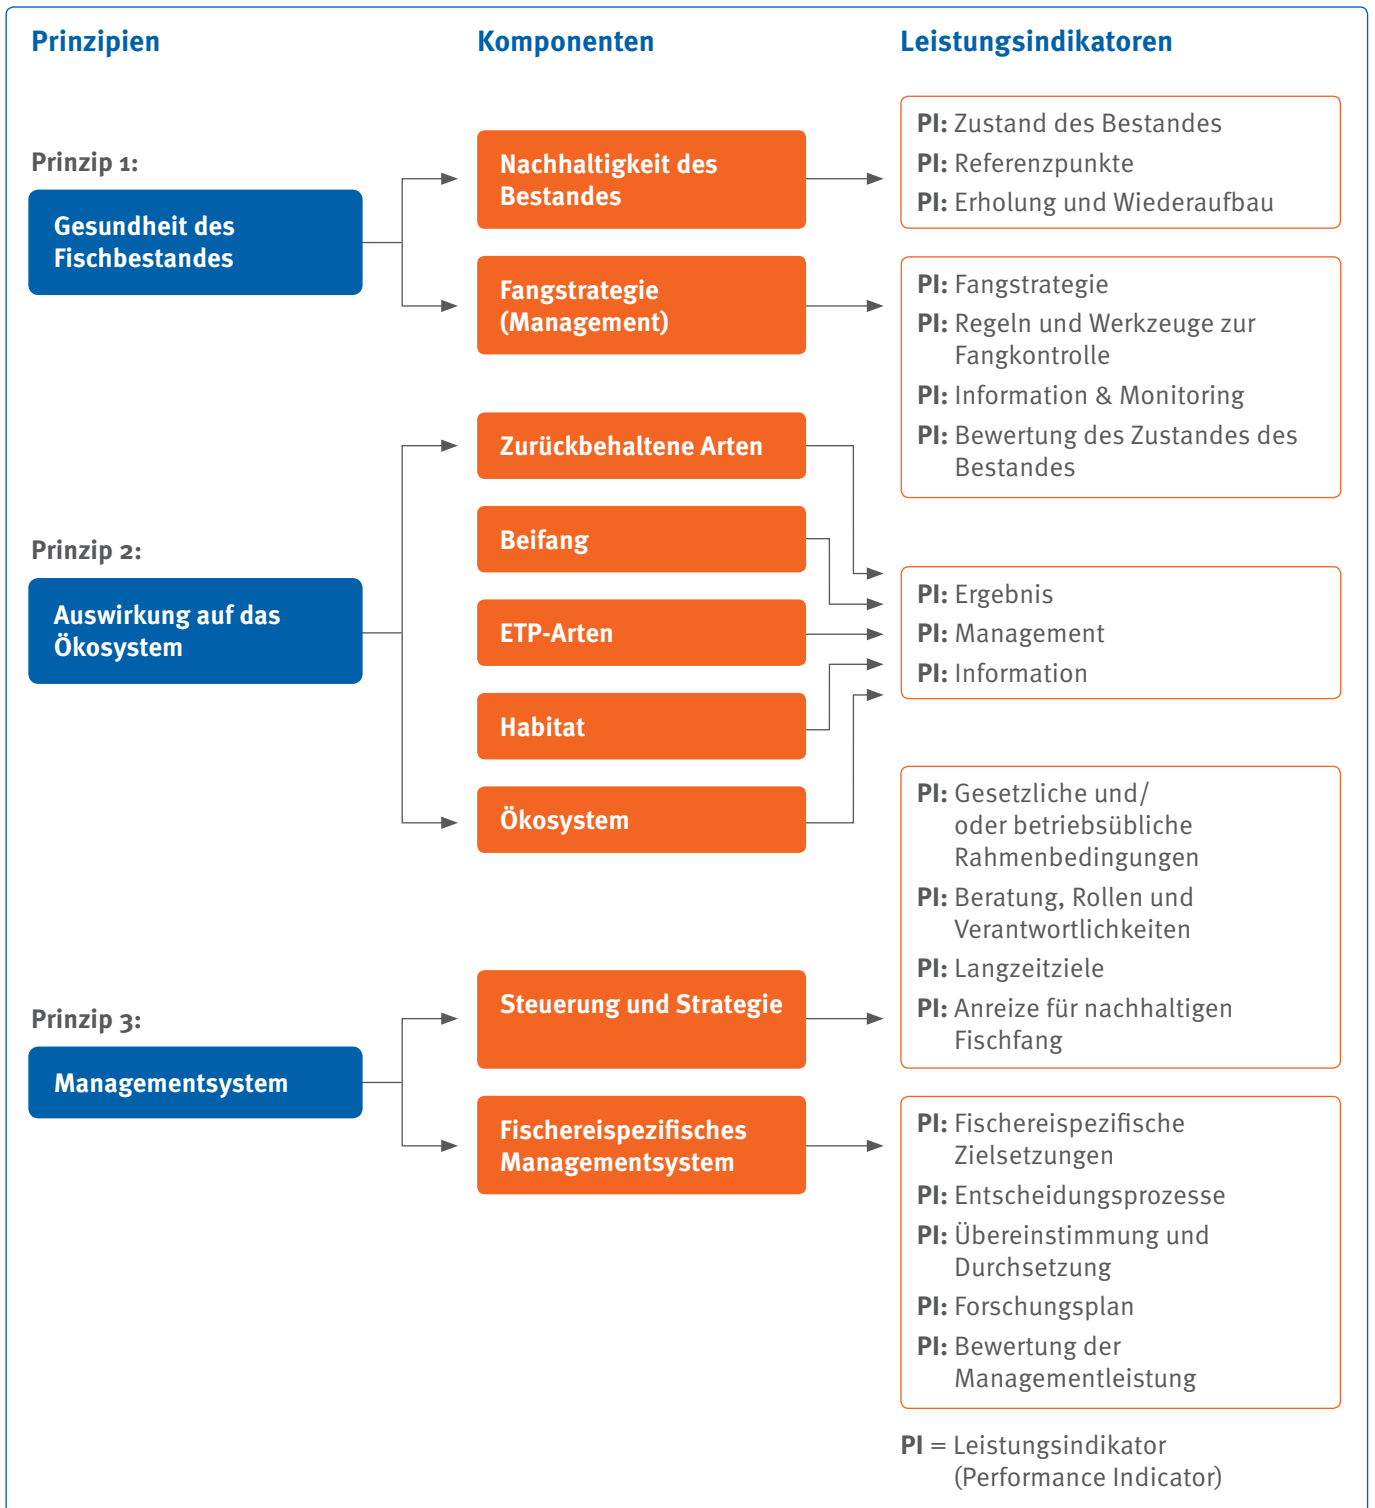 Prinzipien
Komponenten
Leistungsindikatoren
Prinzip 1:
Gesundheit des
Fischbestandes
Nachhaltigkeit des
Bestandes
PI: Zustand des Bestandes
PI: Referenzpunkte
PI: Erholung und Wiederaufbau
Fangstrategie
(Management)
PI: Fangstrategie
PI: Regeln und Werkzeuge zur
Fangkontrolle
PI: Information & Monitoring
PI: Bewertung des Zustandes des
Bestandes
Prinzip 2:
Auswirkung auf das
Ökosystem
Zurückbehaltene Arten
Beifang
ETP-Arten
Habitat
Ökosystem
PI: Ergebnis
PI: Management
PI: Information
Prinzip 3:
Managementsystem
Steuerung und Strategie
PI: Gesetzliche und/
oder betriebsübliche
Rahmenbedingungen
PI: Beratung, Rollen und
Verantwortlichkeiten
PI: Langzeitziele
PI: Anreize für nachhaltigen
Fischfang
Fischereispezifisches
Managementsystem
PI: Fischereispezifische
Zielsetzungen
PI: Entscheidungsprozesse
PI: Übereinstimmung und
Durchsetzung
PI: Forschungsplan
PI: Bewertung der
Managementleistung
PI = Leistungsindikator
(Performance Indicator)